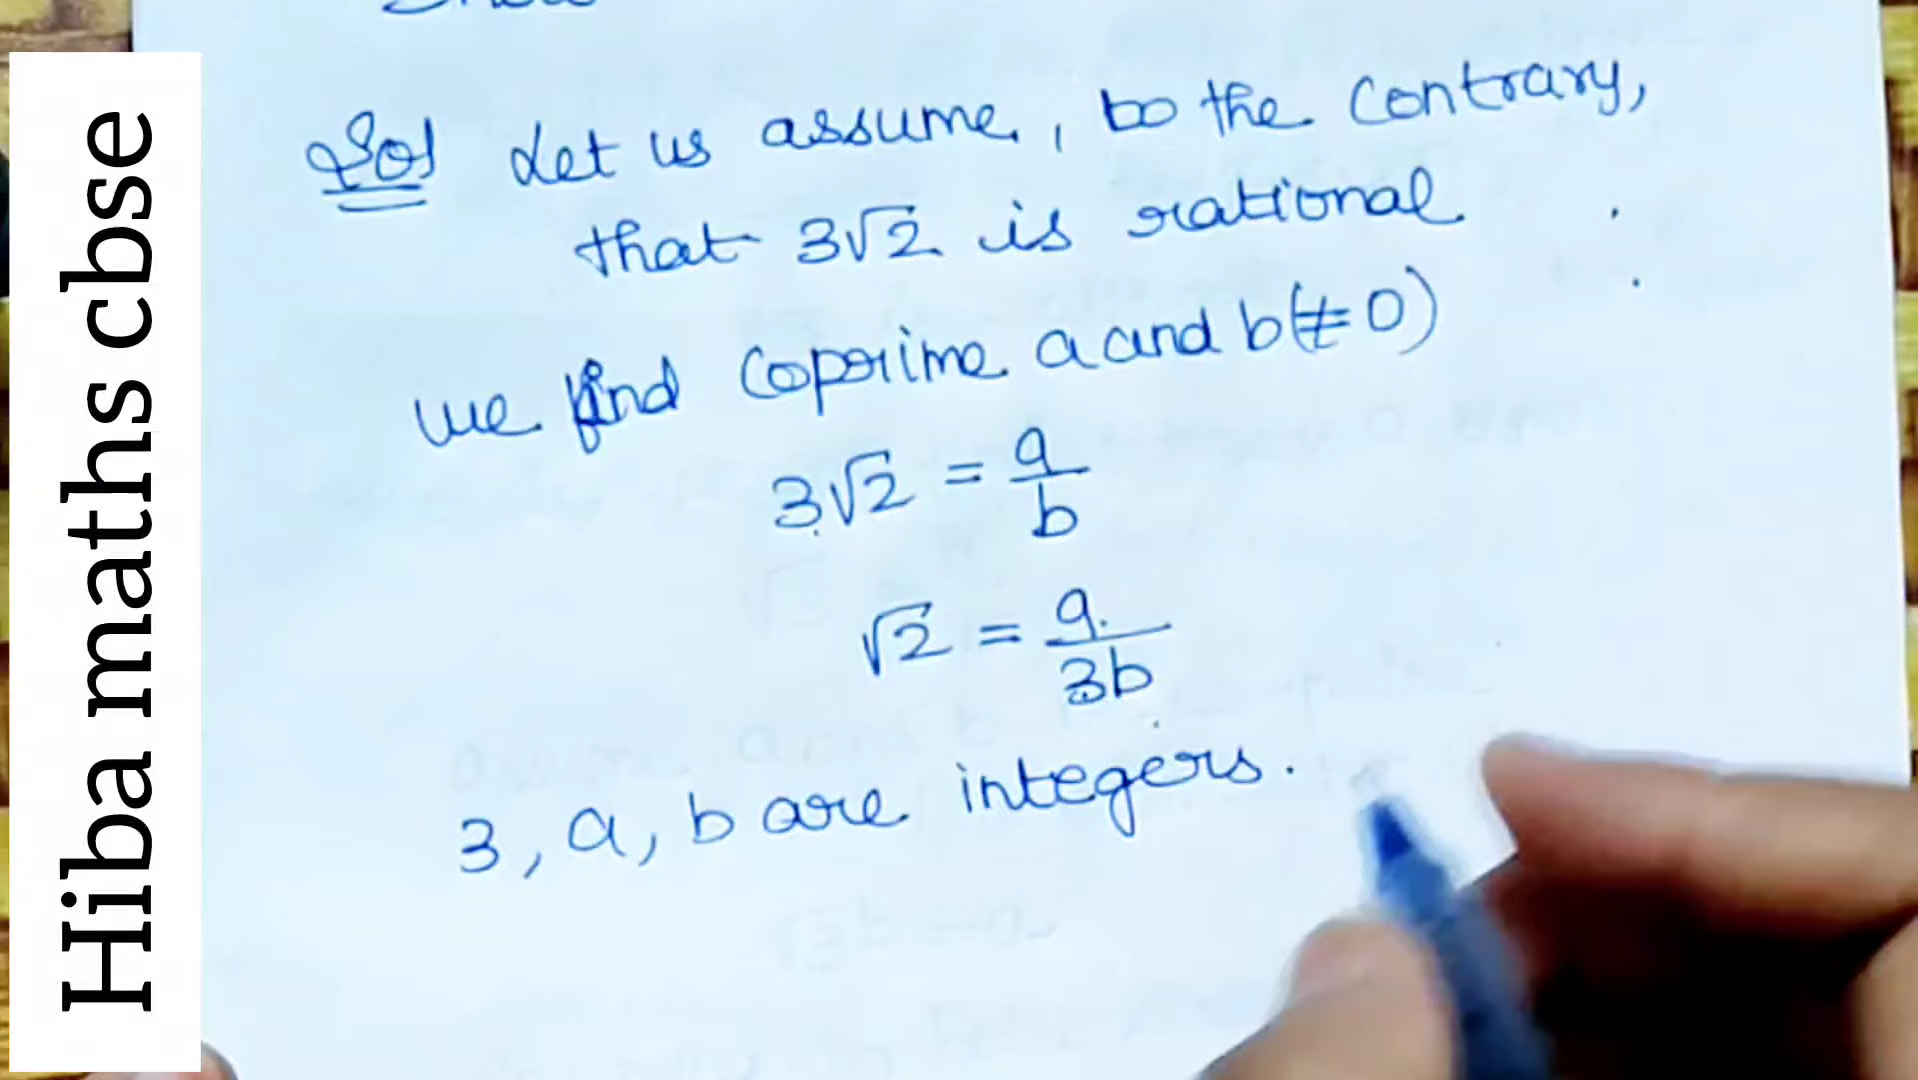 Hiba maths cbse
Sol Let us assume, to the contrary,
that 3√2 is rational
we find coprime a and b(≠0)
3√2 = a/b
√2 = a/3b
3, a, b are integers.